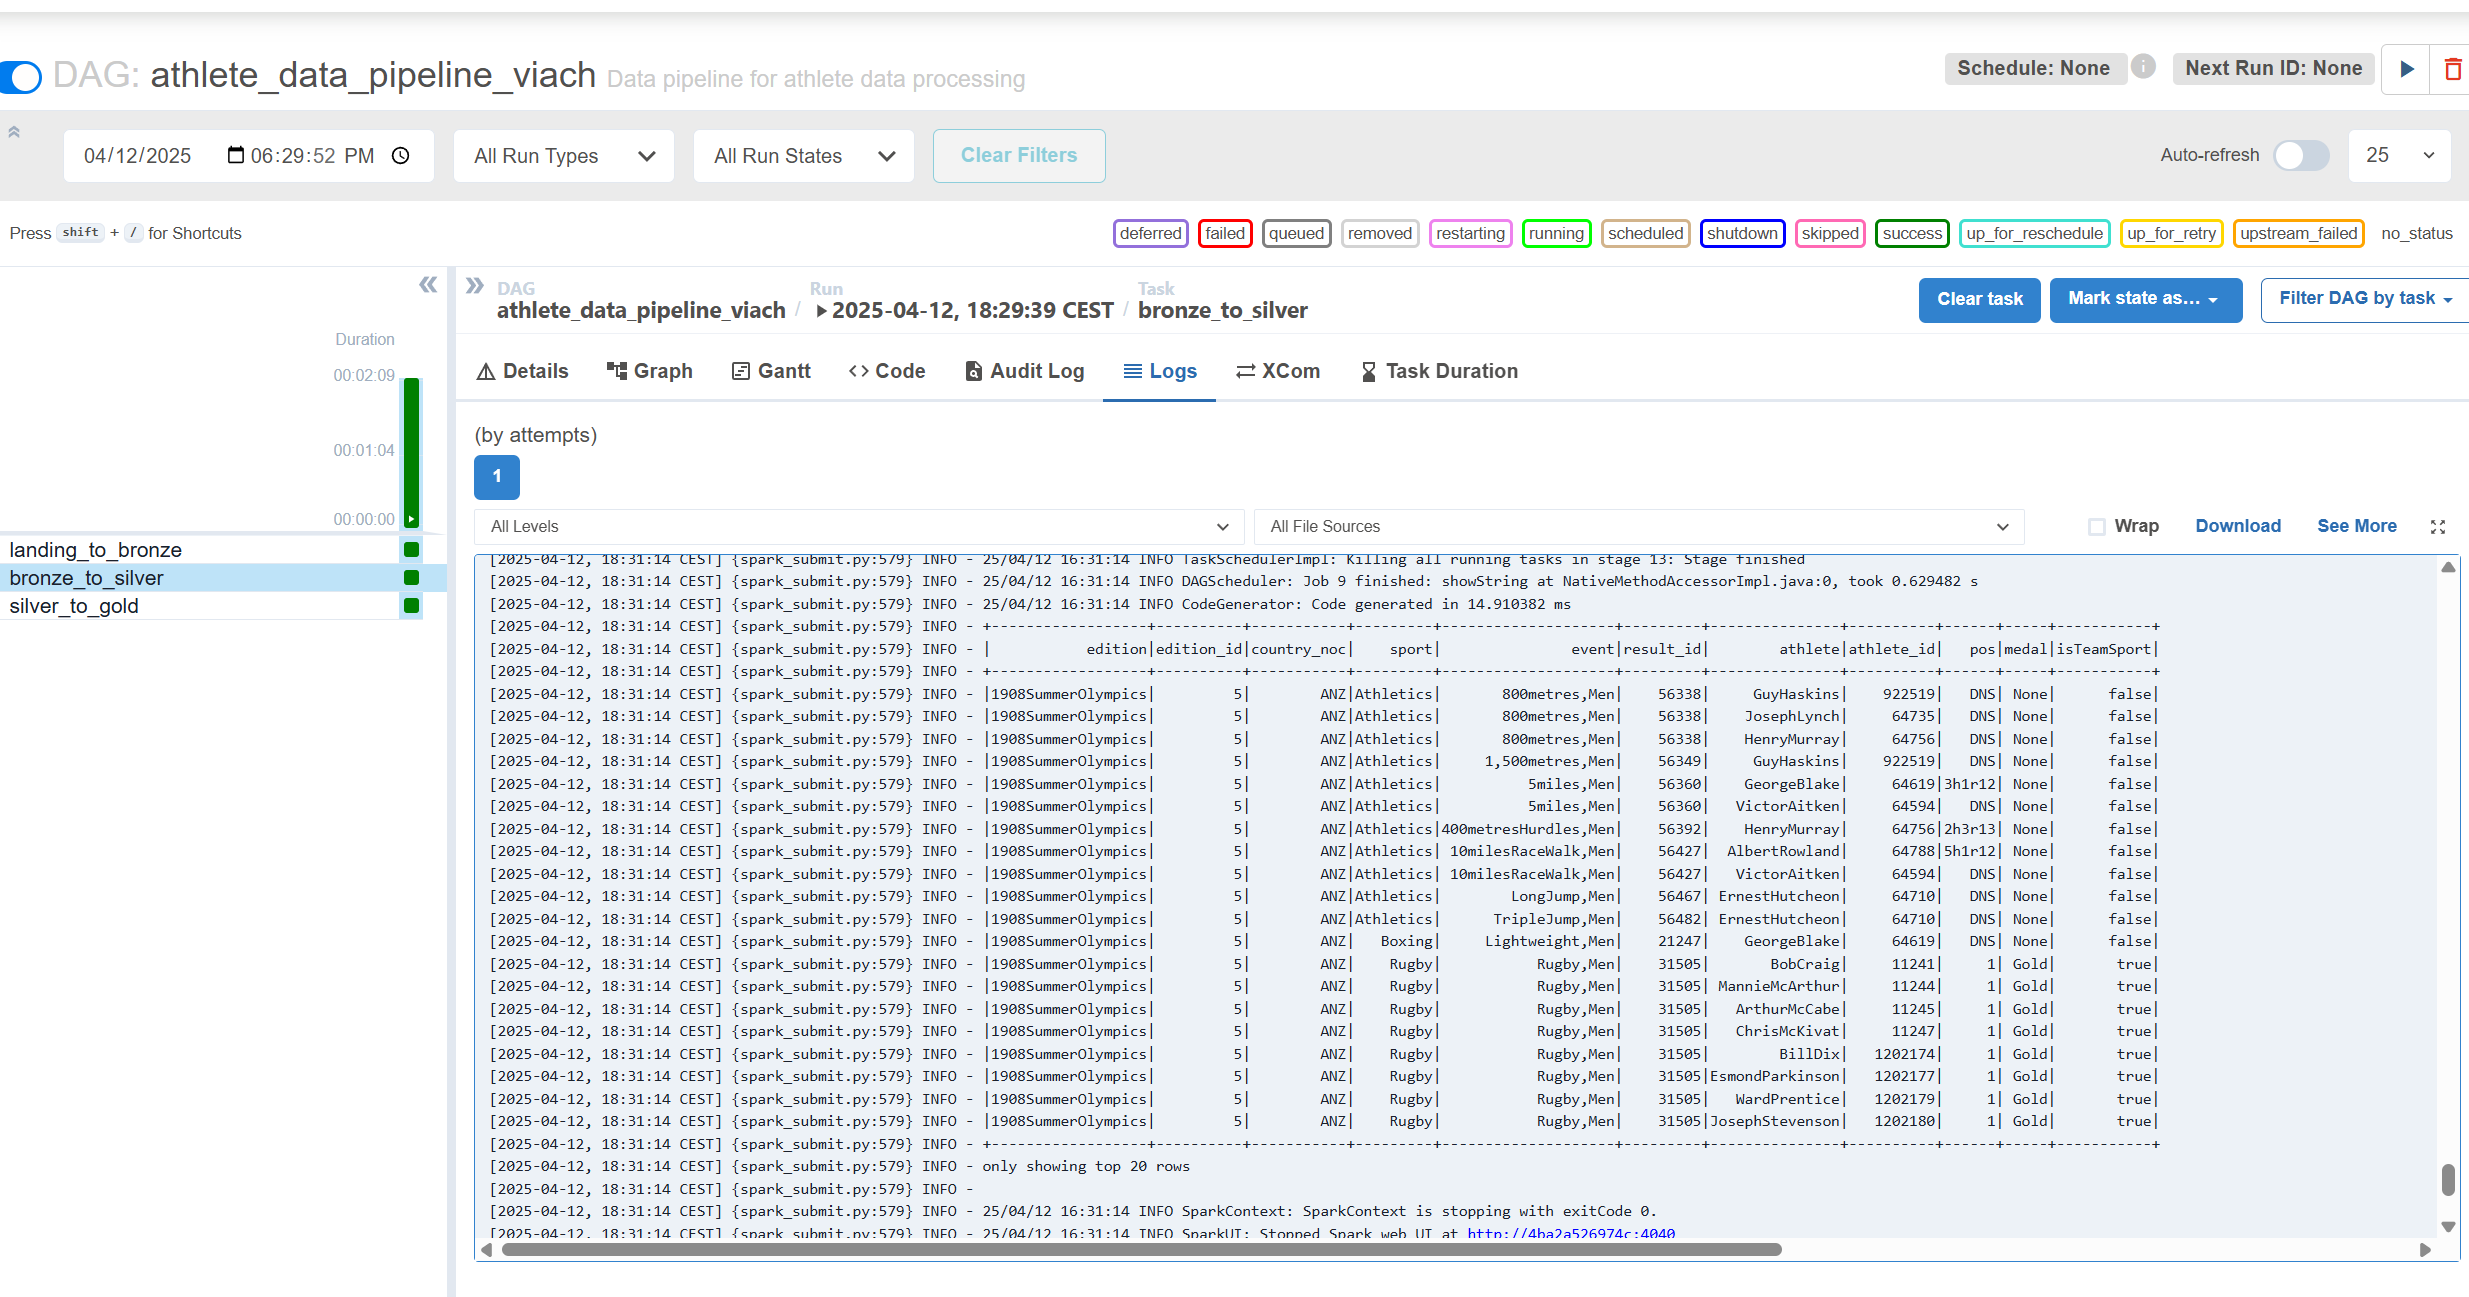 DAG: athlete_data_pipeline_viach Data pipeline for athlete data processing
Schedule: None
Next Run ID: None
04/12/2025 06:29:52 PM
All Run Types
All Run States
Clear Filters
Auto-refresh
25
Press shift + / for Shortcuts
deferred failed queued removed restarting running scheduled shutdown skipped success up_for_reschedule up_for_retry upstream_failed no_status
DAG
athlete_data_pipeline_viach
/
Run
2025-04-12, 18:29:39 CEST
/
Task
bronze_to_silver
Clear task
Mark state as…
Filter DAG by task
Duration
00:02:09
00:01:04
00:00:00
landing_to_bronze
bronze_to_silver
silver_to_gold
Details
Graph
Gantt
Code
Audit Log
Logs
XCom
Task Duration
(by attempts)
1
All Levels
All File Sources
Wrap
Download
See More
[2025-04-12, 18:31:14 CEST] {spark_submit.py:579} INFO - 25/04/12 16:31:14 INFO TaskSchedulerImpl: Killing all running tasks in stage 13: Stage finished
[2025-04-12, 18:31:14 CEST] {spark_submit.py:579} INFO - 25/04/12 16:31:14 INFO DAGScheduler: Job 9 finished: showString at NativeMethodAccessorImpl.java:0, took 0.629482 s
[2025-04-12, 18:31:14 CEST] {spark_submit.py:579} INFO - 25/04/12 16:31:14 INFO CodeGenerator: Code generated in 14.910382 ms
[2025-04-12, 18:31:14 CEST] {spark_submit.py:579} INFO - +------------------+----------+-----------+---------+--------------------+---------+---------------+----------+------+-----+-----------+
[2025-04-12, 18:31:14 CEST] {spark_submit.py:579} INFO - |           edition|edition_id|country_noc|    sport|               event|result_id|        athlete|athlete_id|   pos|medal|isTeamSport|
[2025-04-12, 18:31:14 CEST] {spark_submit.py:579} INFO - +------------------+----------+-----------+---------+--------------------+---------+---------------+----------+------+-----+-----------+
[2025-04-12, 18:31:14 CEST] {spark_submit.py:579} INFO - |1908SummerOlympics|         5|        ANZ|Athletics|       800metres,Men|    56338|      GuyHaskins|    922519|   DNS| None|      false|
[2025-04-12, 18:31:14 CEST] {spark_submit.py:579} INFO - |1908SummerOlympics|         5|        ANZ|Athletics|       800metres,Men|    56338|     JosephLynch|     64735|   DNS| None|      false|
[2025-04-12, 18:31:14 CEST] {spark_submit.py:579} INFO - |1908SummerOlympics|         5|        ANZ|Athletics|       800metres,Men|    56338|     HenryMurray|     64756|   DNS| None|      false|
[2025-04-12, 18:31:14 CEST] {spark_submit.py:579} INFO - |1908SummerOlympics|         5|        ANZ|Athletics|     1,500metres,Men|    56349|      GuyHaskins|    922519|   DNS| None|      false|
[2025-04-12, 18:31:14 CEST] {spark_submit.py:579} INFO - |1908SummerOlympics|         5|        ANZ|Athletics|          5miles,Men|    56360|     GeorgeBlake|     64619|3h1r12| None|      false|
[2025-04-12, 18:31:14 CEST] {spark_submit.py:579} INFO - |1908SummerOlympics|         5|        ANZ|Athletics|          5miles,Men|    56360|    VictorAitken|     64594|   DNS| None|      false|
[2025-04-12, 18:31:14 CEST] {spark_submit.py:579} INFO - |1908SummerOlympics|         5|        ANZ|Athletics|400metresHurdles,Men|    56392|     HenryMurray|     64756|2h3r13| None|      false|
[2025-04-12, 18:31:14 CEST] {spark_submit.py:579} INFO - |1908SummerOlympics|         5|        ANZ|Athletics| 10milesRaceWalk,Men|    56427|   AlbertRowland|     64788|5h1r12| None|      false|
[2025-04-12, 18:31:14 CEST] {spark_submit.py:579} INFO - |1908SummerOlympics|         5|        ANZ|Athletics| 10milesRaceWalk,Men|    56427|    VictorAitken|     64594|   DNS| None|      false|
[2025-04-12, 18:31:14 CEST] {spark_submit.py:579} INFO - |1908SummerOlympics|         5|        ANZ|Athletics|        LongJump,Men|    56467| ErnestHutcheon|     64710|   DNS| None|      false|
[2025-04-12, 18:31:14 CEST] {spark_submit.py:579} INFO - |1908SummerOlympics|         5|        ANZ|Athletics|      TripleJump,Men|    56482| ErnestHutcheon|     64710|   DNS| None|      false|
[2025-04-12, 18:31:14 CEST] {spark_submit.py:579} INFO - |1908SummerOlympics|         5|        ANZ|   Boxing|     Lightweight,Men|    21247|    GeorgeBlake|     64619|   DNS| None|      false|
[2025-04-12, 18:31:14 CEST] {spark_submit.py:579} INFO - |1908SummerOlympics|         5|        ANZ|    Rugby|           Rugby,Men|    31505|       BobCraig|     11241|     1| Gold|       true|
[2025-04-12, 18:31:14 CEST] {spark_submit.py:579} INFO - |1908SummerOlympics|         5|        ANZ|    Rugby|           Rugby,Men|    31505| MannieMcArthur|     11244|     1| Gold|       true|
[2025-04-12, 18:31:14 CEST] {spark_submit.py:579} INFO - |1908SummerOlympics|         5|        ANZ|    Rugby|           Rugby,Men|    31505|   ArthurMcCabe|     11245|     1| Gold|       true|
[2025-04-12, 18:31:14 CEST] {spark_submit.py:579} INFO - |1908SummerOlympics|         5|        ANZ|    Rugby|           Rugby,Men|    31505|   ChrisMcKivat|     11247|     1| Gold|       true|
[2025-04-12, 18:31:14 CEST] {spark_submit.py:579} INFO - |1908SummerOlympics|         5|        ANZ|    Rugby|           Rugby,Men|    31505|        BillDix|   1202174|     1| Gold|       true|
[2025-04-12, 18:31:14 CEST] {spark_submit.py:579} INFO - |1908SummerOlympics|         5|        ANZ|    Rugby|           Rugby,Men|    31505|EsmondParkinson|   1202177|     1| Gold|       true|
[2025-04-12, 18:31:14 CEST] {spark_submit.py:579} INFO - |1908SummerOlympics|         5|        ANZ|    Rugby|           Rugby,Men|    31505|   WardPrentice|   1202179|     1| Gold|       true|
[2025-04-12, 18:31:14 CEST] {spark_submit.py:579} INFO - |1908SummerOlympics|         5|        ANZ|    Rugby|           Rugby,Men|    31505|JosephStevenson|   1202180|     1| Gold|       true|
[2025-04-12, 18:31:14 CEST] {spark_submit.py:579} INFO - +------------------+----------+-----------+---------+--------------------+---------+---------------+----------+------+-----+-----------+
[2025-04-12, 18:31:14 CEST] {spark_submit.py:579} INFO - only showing top 20 rows
[2025-04-12, 18:31:14 CEST] {spark_submit.py:579} INFO -
[2025-04-12, 18:31:14 CEST] {spark_submit.py:579} INFO - 25/04/12 16:31:14 INFO SparkContext: SparkContext is stopping with exitCode 0.
[2025-04-12, 18:31:14 CEST] {spark_submit.py:579} INFO - 25/04/12 16:31:14 INFO SparkUI: Stopped Spark web UI at http://4ba2a526974c:4040